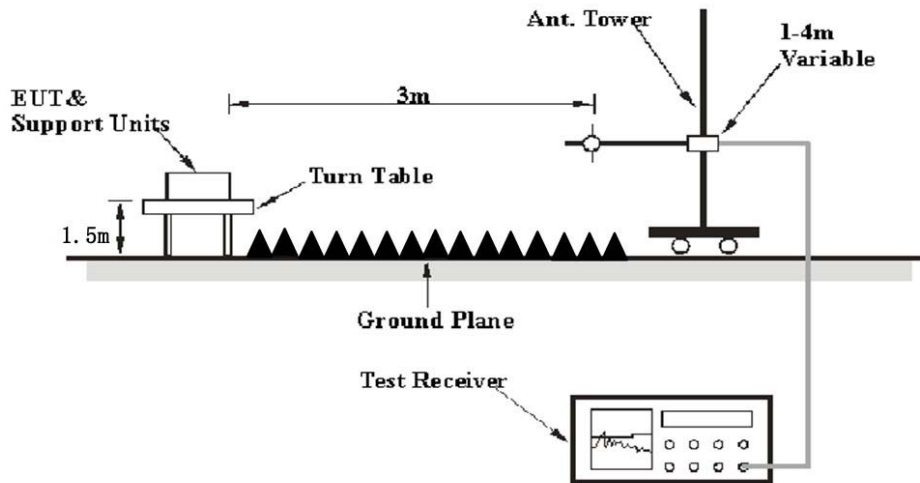 Ant. Tower
1-4m
Variable
EUT&
Support Units
3m
Turn Table
1.5m
Ground Plane
Test Receiver